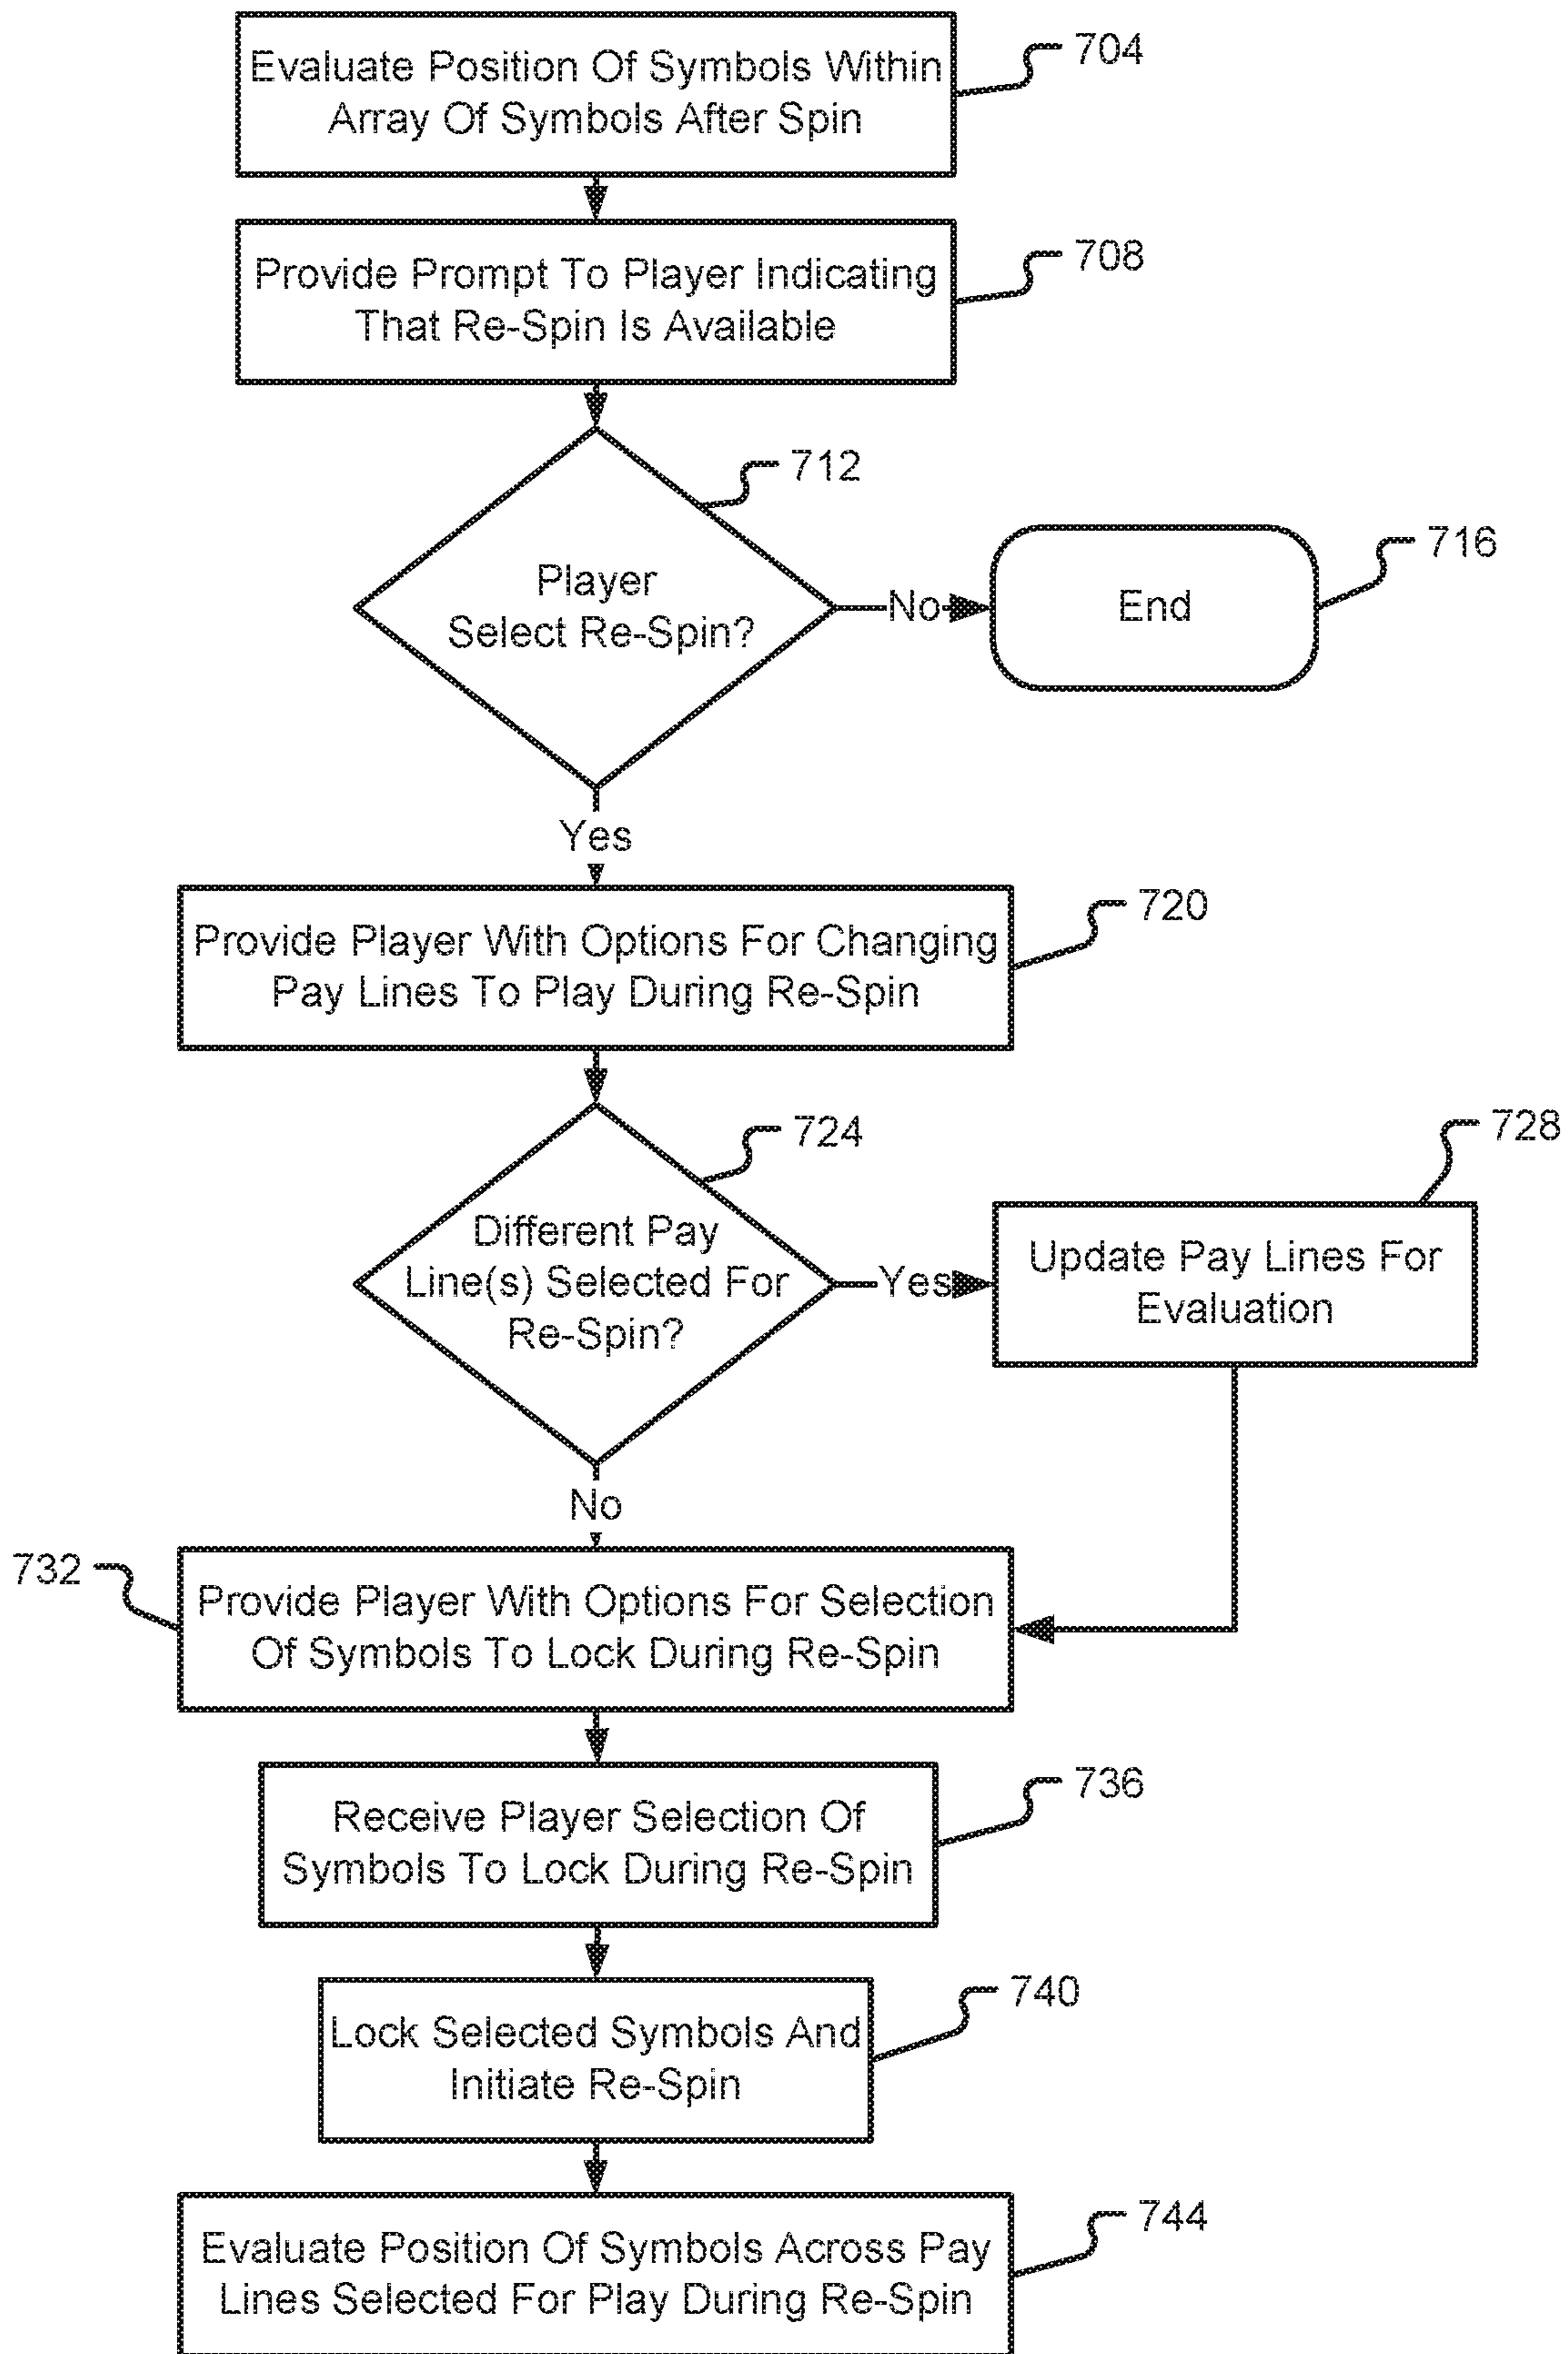 Evaluate Position Of Symbols Within
Array Of Symbols After Spin
704
Provide Prompt To Player Indicating
That Re-Spin Is Available
708
712
Player
Select Re-Spin?
No
End
716
Yes
720
Provide Player With Options For Changing
Pay Lines To Play During Re-Spin
724
Different Pay
Line(s) Selected For
Re-Spin?
Yes
728
Update Pay Lines For
Evaluation
No
732
Provide Player With Options For Selection
Of Symbols To Lock During Re-Spin
736
Receive Player Selection Of
Symbols To Lock During Re-Spin
740
Lock Selected Symbols And
Initiate Re-Spin
744
Evaluate Position Of Symbols Across Pay
Lines Selected For Play During Re-Spin